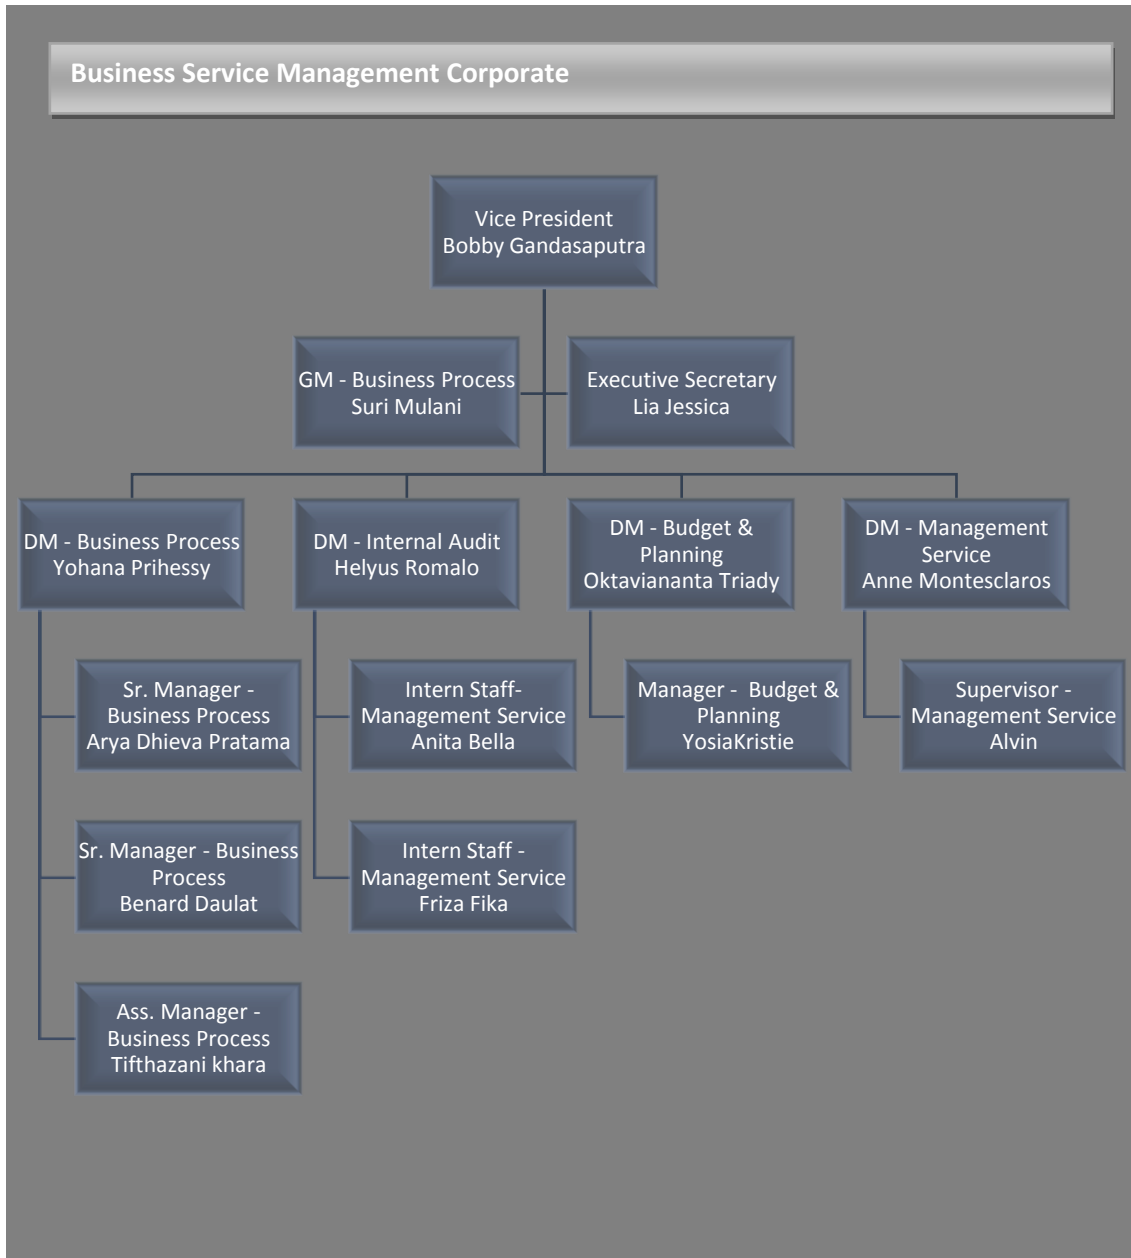 Business Service Management Corporate
Vice President
Bobby Gandasaputra
GM - Business Process
Suri Mulani
Executive Secretary
Lia Jessica
DM - Business Process
Yohana Prihessy
DM - Internal Audit
Helyus Romalo
DM - Budget &
Planning
Oktaviananta Triady
DM - Management
Service
Anne Montesclaros
Sr. Manager -
Business Process
Arya Dhieva Pratama
Intern Staff-
Management Service
Anita Bella
Manager -  Budget &
Planning
YosiaKristie
Supervisor -
Management Service
Alvin
Sr. Manager - Business
Process
Benard Daulat
Intern Staff -
Management Service
Friza Fika
Ass. Manager -
Business Process
Tifthazani khara